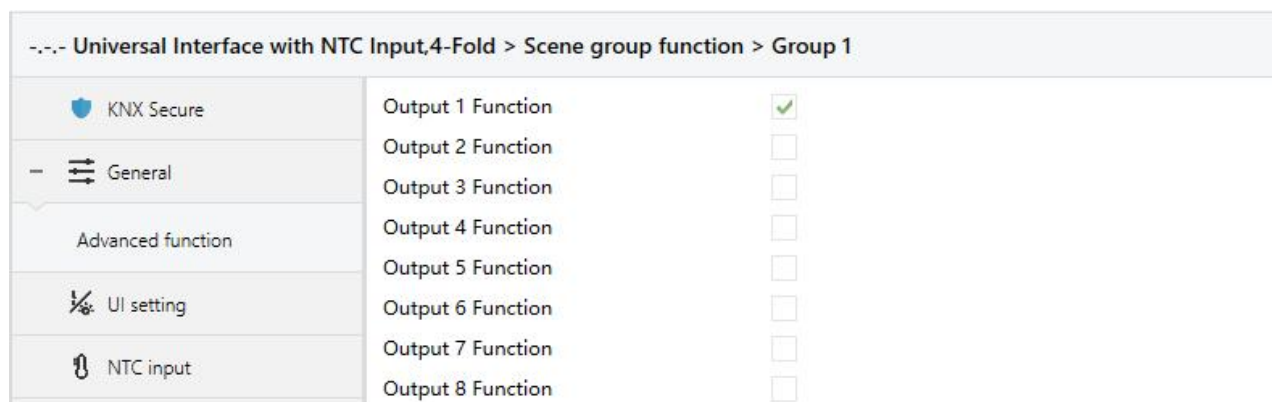 -.-.- Universal Interface with NTC Input,4-Fold > Scene group function > Group 1
KNX Secure
General
Advanced function
UI setting
NTC input
Output 1 Function
Output 2 Function
Output 3 Function
Output 4 Function
Output 5 Function
Output 6 Function
Output 7 Function
Output 8 Function